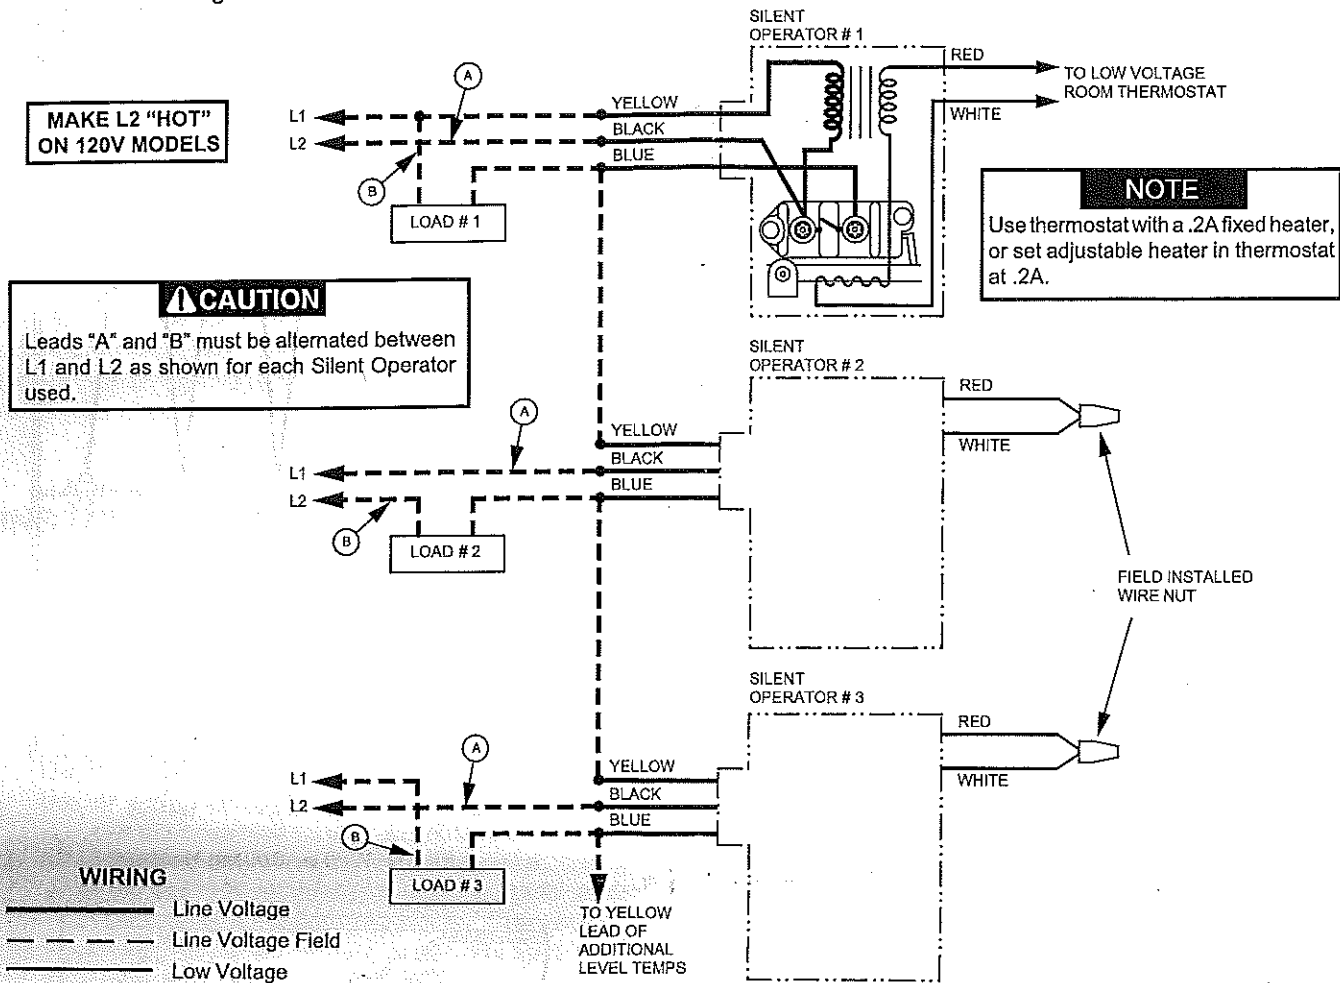 SILENT
OPERATOR # 1
RED
TO LOW VOLTAGE
ROOM THERMOSTAT
WHITE
A
MAKE L2 "HOT"
ON 120V MODELS
L1
L2
YELLOW
BLACK
BLUE
B
LOAD # 1
NOTE
Use thermostat with a .2A fixed heater,
or set adjustable heater in thermostat
at .2A.
CAUTION
Leads "A" and "B" must be alternated between
L1 and L2 as shown for each Silent Operator
used.
SILENT
OPERATOR # 2
RED
WHITE
A
YELLOW
BLACK
BLUE
L1
L2
B
LOAD # 2
FIELD INSTALLED
WIRE NUT
SILENT
OPERATOR # 3
RED
WHITE
A
YELLOW
BLACK
BLUE
L1
L2
B
LOAD # 3
TO YELLOW
LEAD OF
ADDITIONAL
LEVEL TEMPS
WIRING
Line Voltage
Line Voltage Field
Low Voltage